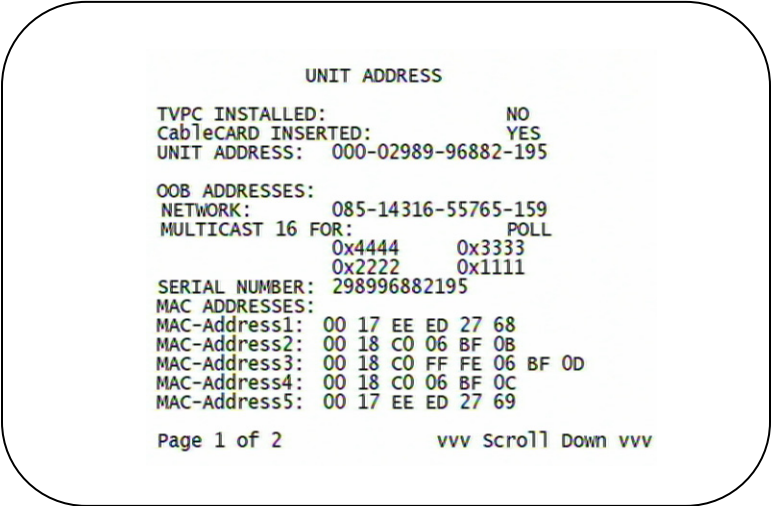 UNIT ADDRESS
TVPC INSTALLED: NO
CableCARD INSERTED: YES
UNIT ADDRESS: 000-02989-96882-195
OOB ADDRESSES:
NETWORK: 085-14316-55765-159
MULTICAST 16 FOR: POLL
0x4444 0x3333
0x2222 0x1111
SERIAL NUMBER: 298996882195
MAC ADDRESSES:
MAC-Address1: 00 17 EE ED 27 68
MAC-Address2: 00 18 C0 06 BF 0B
MAC-Address3: 00 18 C0 FF FE 06 BF 0D
MAC-Address4: 00 18 C0 06 BF 0C
MAC-Address5: 00 17 EE ED 27 69
Page 1 of 2 vvv Scroll Down vvv